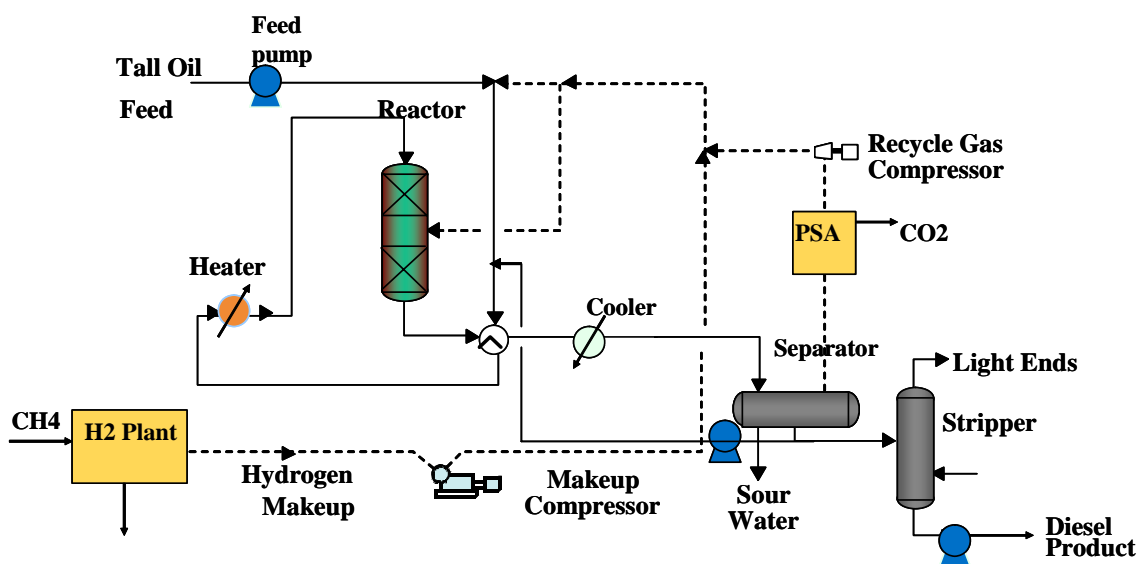 Feed
pump
Tall Oil
Feed
Reactor
Recycle Gas
Compressor
PSA
CO2
Heater
Cooler
Separator
Light Ends
CH4
H2 Plant
Stripper
Hydrogen
Makeup
Makeup
Compressor
Sour
Water
Diesel
Product